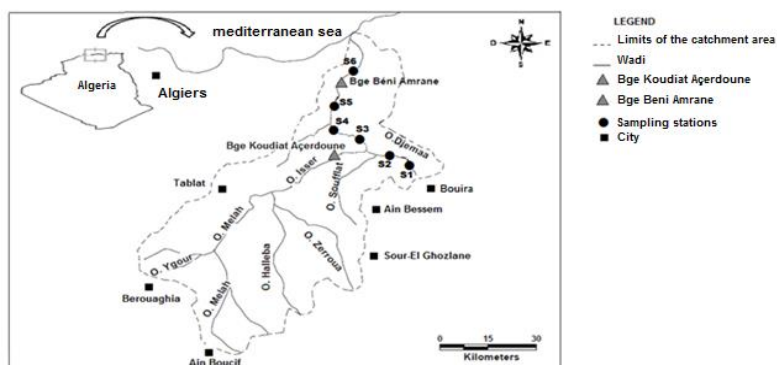 mediterranean sea
Algeria
Algiers
N
D
E
S
S6
Bge Béni Amrane
S5
S4
S3
Bge Koudiat Açerdoune
O.Djemaa
S2
S1
O. Isser
O. Soufflat
Tablat
Bouira
Ain Bessem
O. Melah
O. Ygour
O. Halleba
O. Zerroua
Sour-El Ghozlane
Berouaghia
O. Melah
Ain Boucif
0 15 30
Kilometers
LEGEND
Limits of the catchment area
Wadi
Bge Koudiat Açerdoune
Bge Beni Amrane
Sampling stations
City